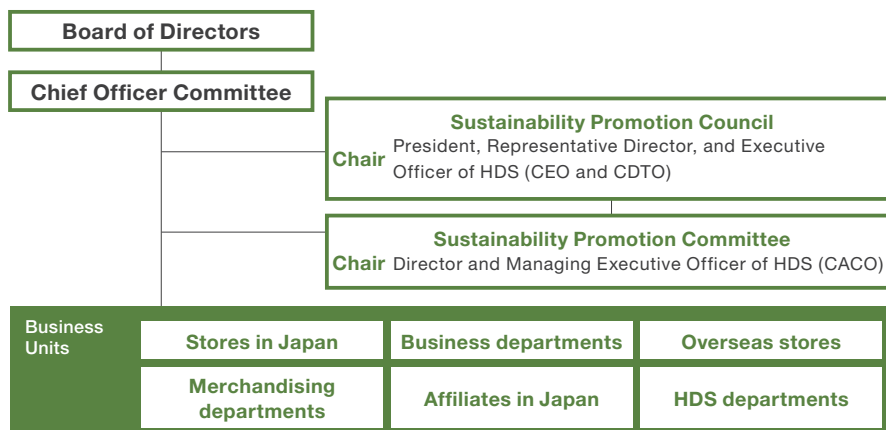 Board of Directors
Chief Officer Committee
Sustainability Promotion Council
Chair President, Representative Director, and Executive
Officer of HDS (CEO and CDTO)
Sustainability Promotion Committee
Chair Director and Managing Executive Officer of HDS (CACO)
Business
Units
Stores in Japan
Business departments
Overseas stores
Merchandising
departments
Affiliates in Japan
HDS departments